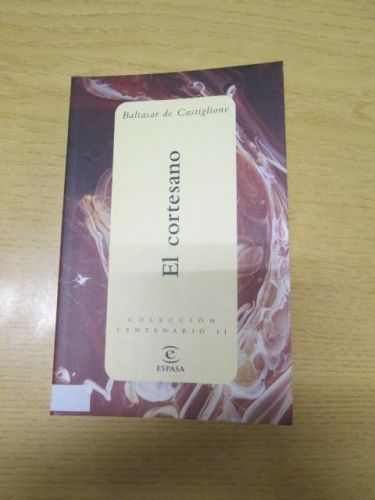 Baltasar de Castiglione
El cortesano
COLECCIÓN
CENTENARIO II
e
ESPASA